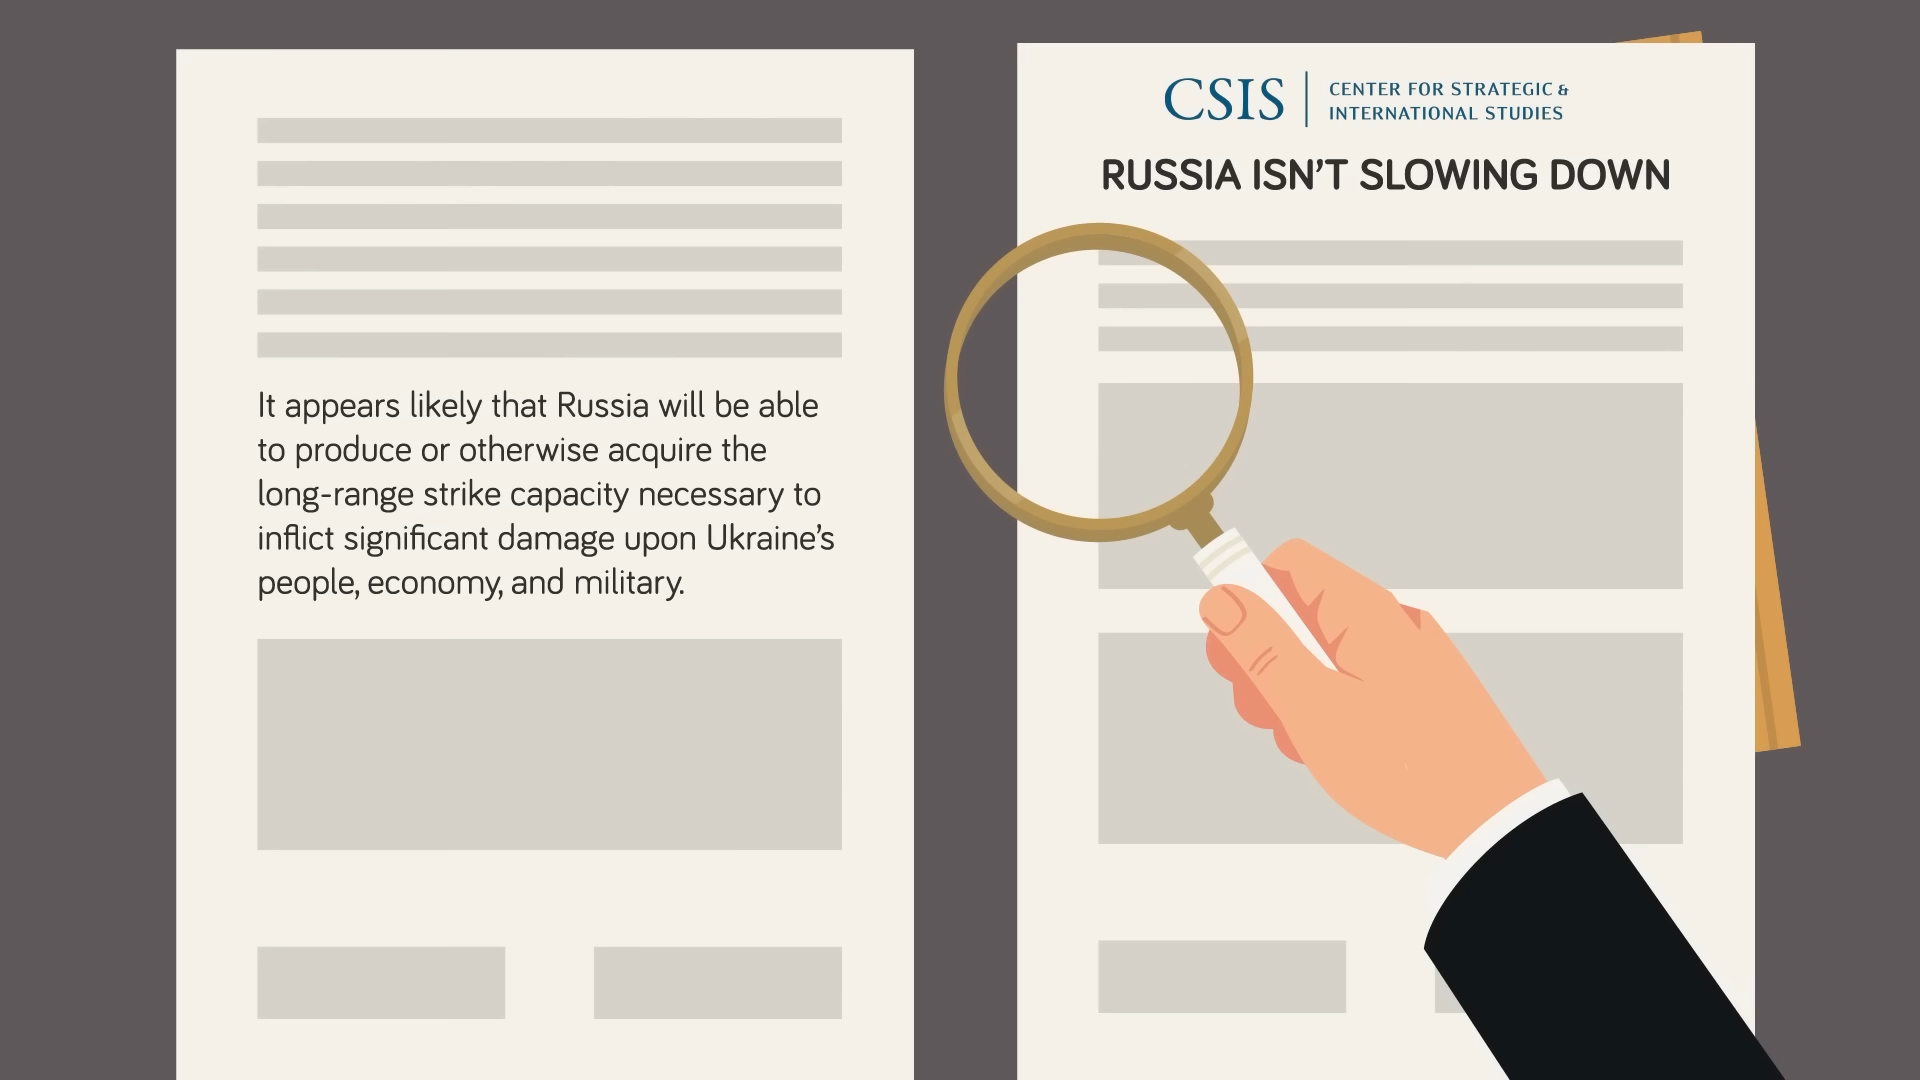 It appears likely that Russia will be able
to produce or otherwise acquire the
long-range strike capacity necessary to
inflict significant damage upon Ukraine’s
people, economy, and military.
CSIS
CENTER FOR STRATEGIC &
INTERNATIONAL STUDIES
RUSSIA ISN’T SLOWING DOWN